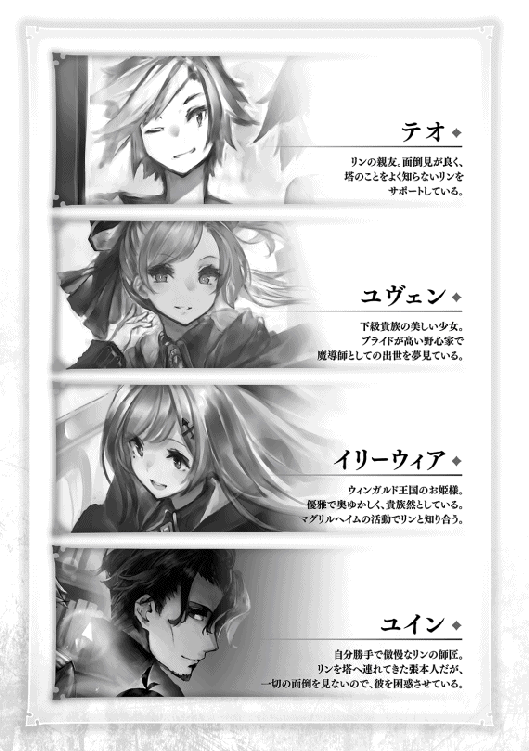 テオ
リンの親友。面倒見が良く、
塔のことをよく知らないリンを
サポートしている。
ユヴェン
下級貴族の美しい少女。
プライドが高い野心家で
魔導師としての出世を夢見ている。
イリーウィア
ウィンガルド王国のお姫様。
優雅で奥ゆかしく、貴族然としている。
マグリルヘイムの活動でリンと知り合う。
ユイン
自分勝手で傲慢なリンの師匠。
リンを塔へ連れてきた張本人だが、
一切の面倒を見ないので、彼を困惑させている。